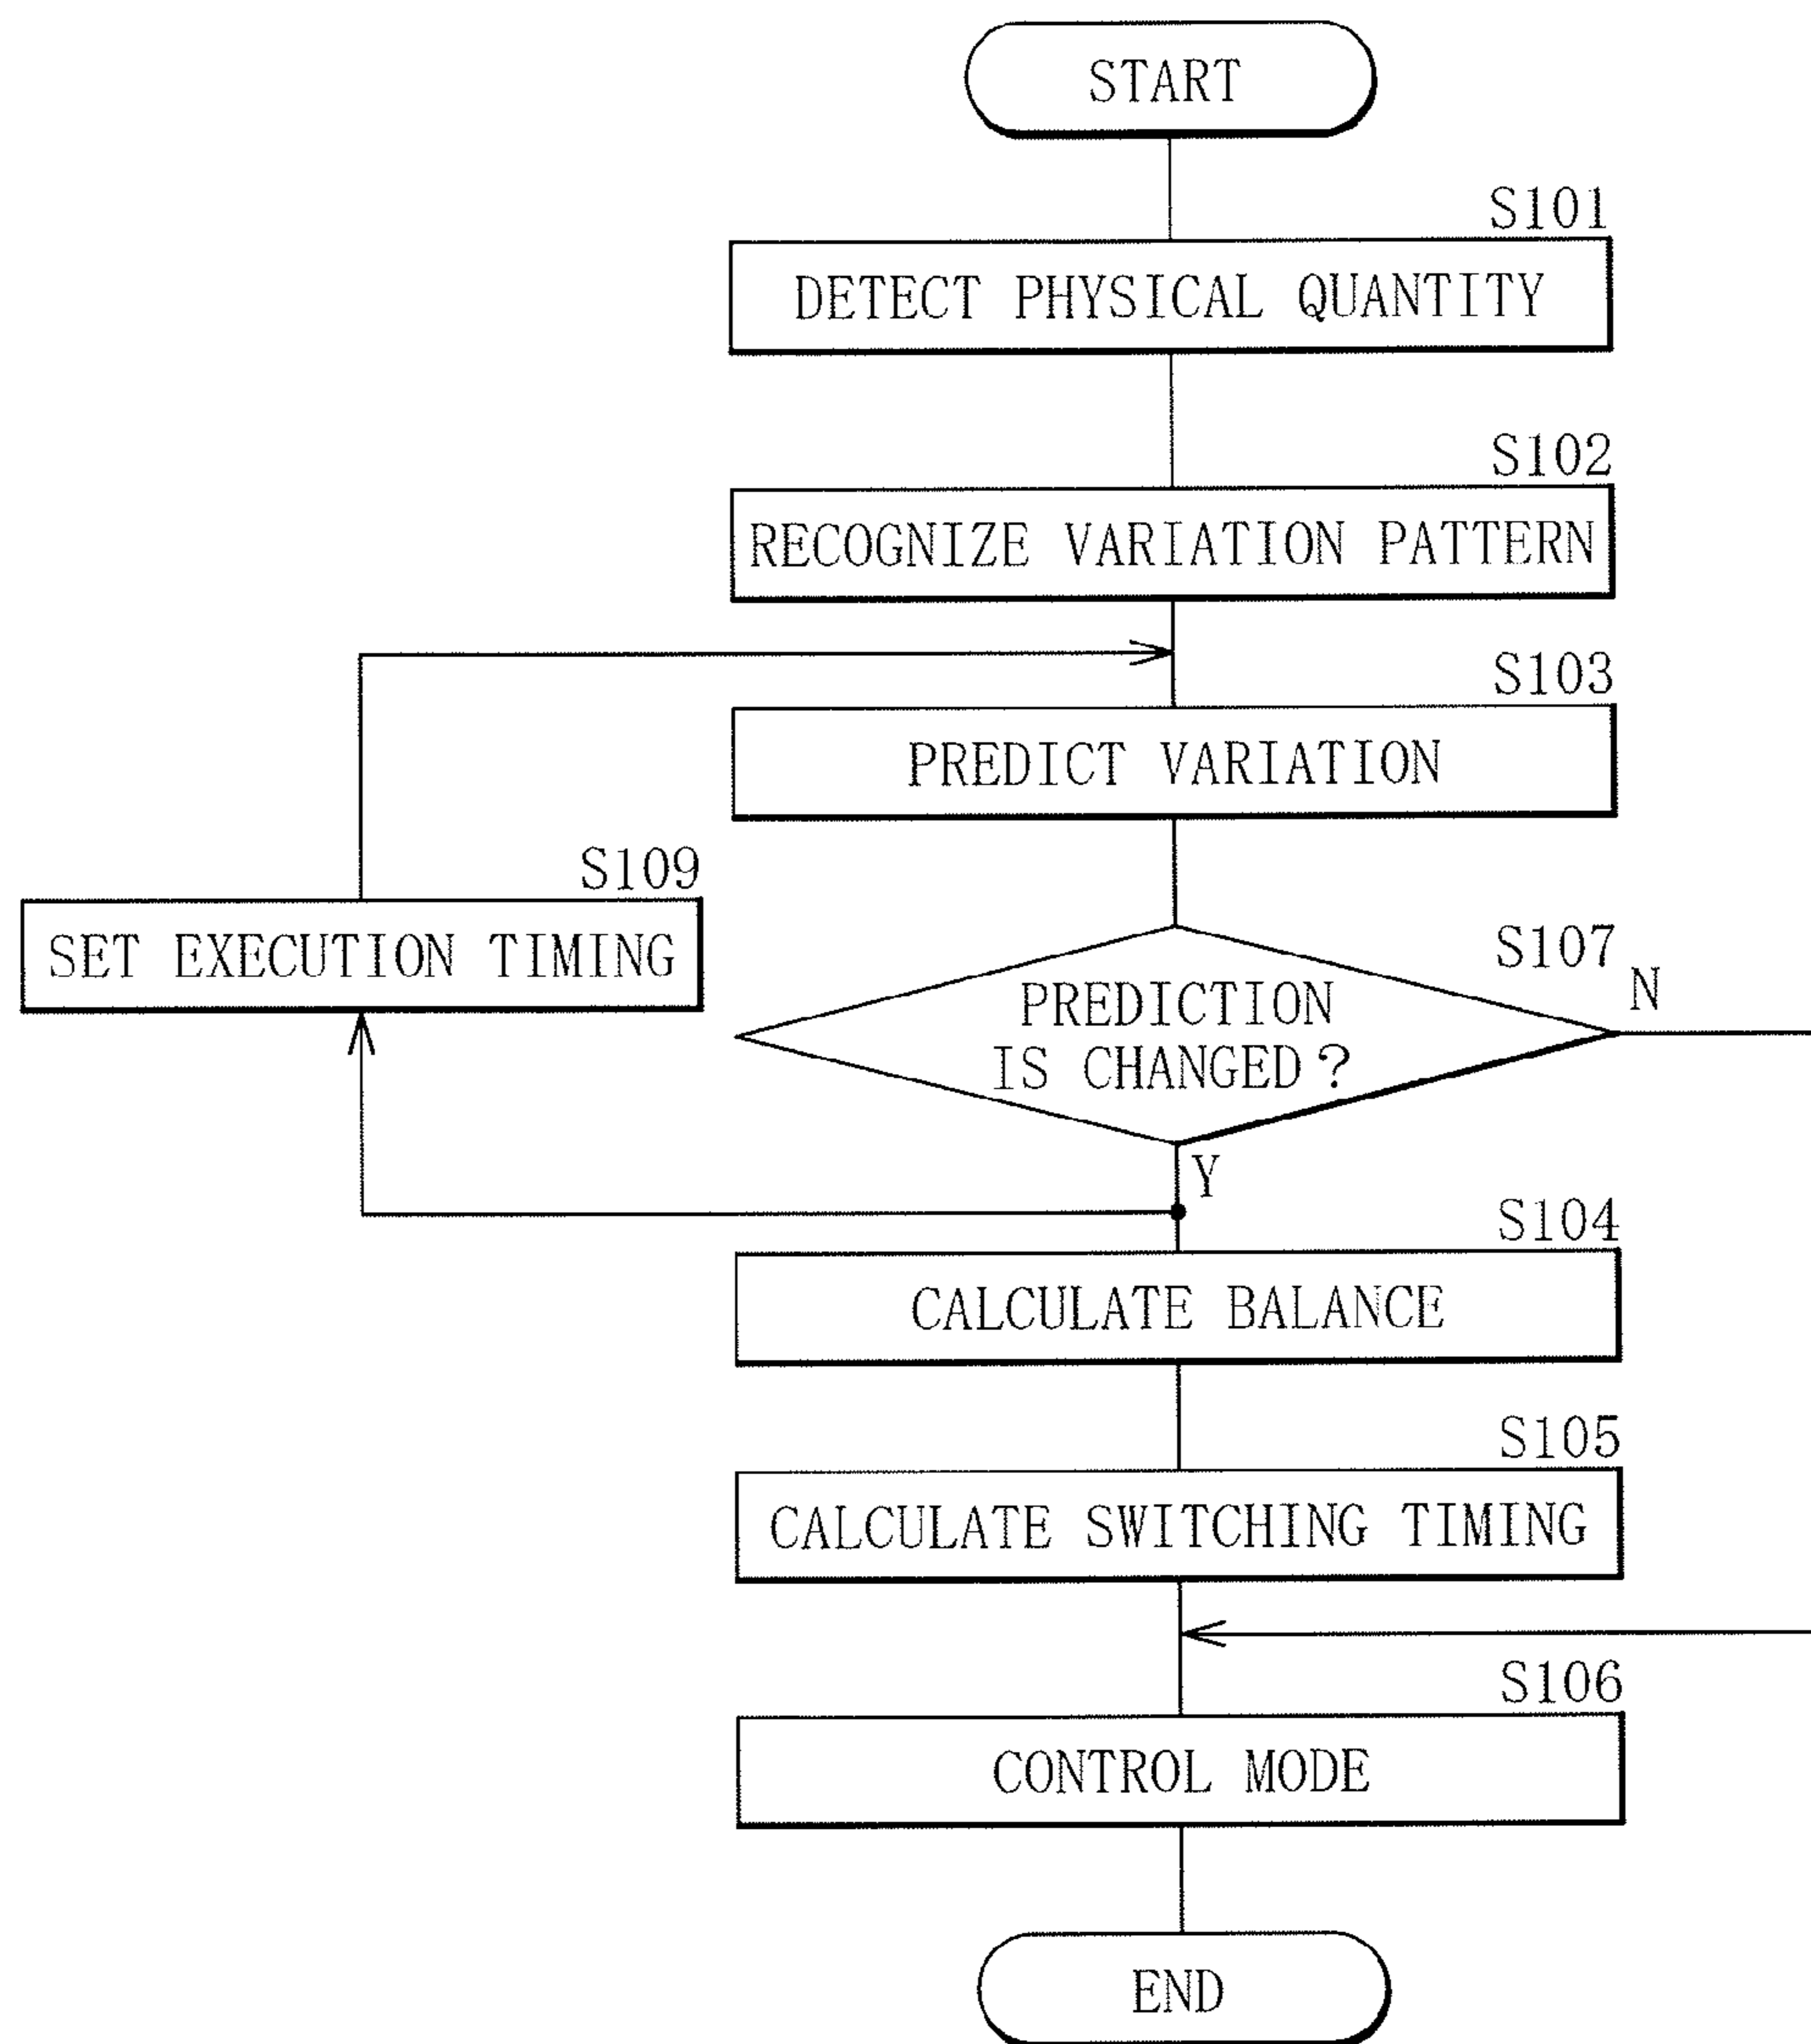 START
S101
DETECT PHYSICAL QUANTITY
S102
RECOGNIZE VARIATION PATTERN
S103
PREDICT VARIATION
S109
SET EXECUTION TIMING
S107
N
PREDICTION
IS CHANGED?
Y
S104
CALCULATE BALANCE
S105
CALCULATE SWITCHING TIMING
S106
CONTROL MODE
END